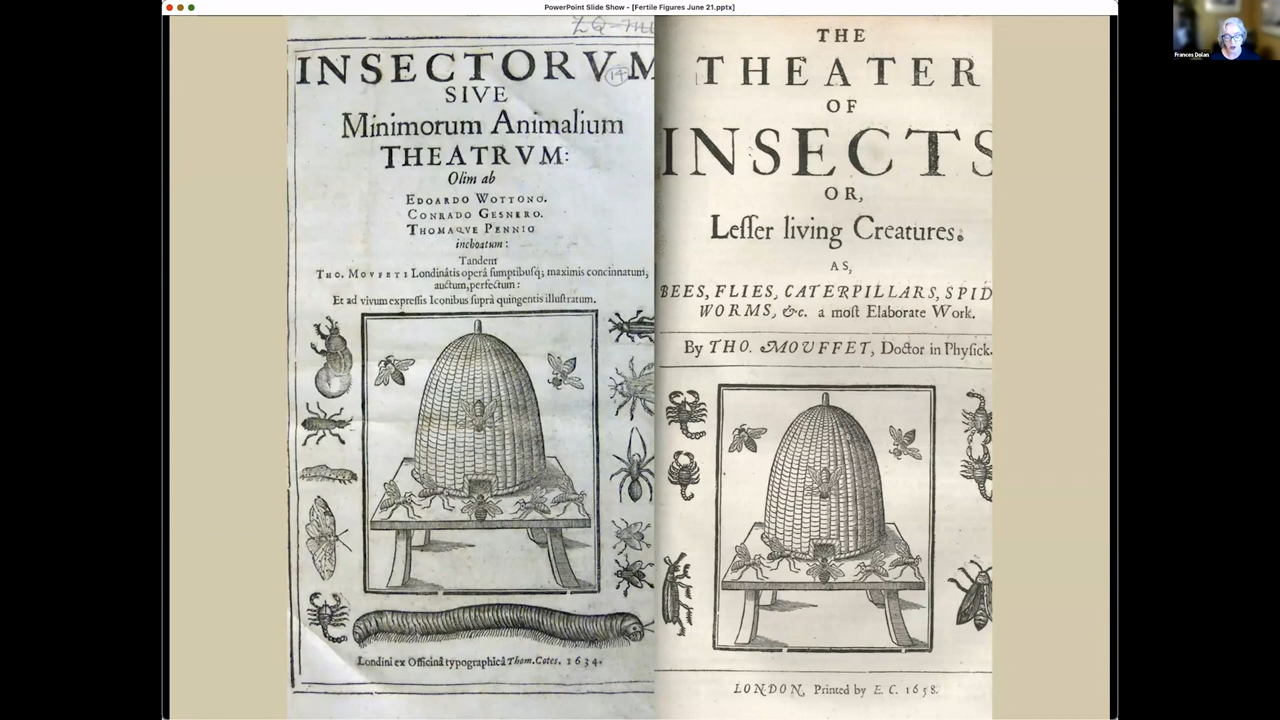 PowerPoint Slide Show - [Fertile Figures June 21.pptx]
Frances Dolan
INSECTORVM
SIVE
Minimorum Animalium
THEATRVM:
Olim ab
EDOARDO WOTTONO.
CONRADO GESNERO.
THOMAQVE PENNIO
inchoatum:
Tandem
THO. MOVFETI Londinâtis operâ sumptibusq; maximis concinnatum,
auctum, perfectum:
Et ad vivum expressis Iconibus suprà quingentis illustratum.
Londini ex Officinâ typographicâ Thom. Cotes. 1634.
14
THE
THEATER
OF
INSECTS
OR,
Leſſer living Creatures.
AS,
BEES, FLIES, CATERPILLARS, SPID
WORMS, &c. a moſt Elaborate Work.
By THO. MOUFFET, Doctor in Phyſick.
LONDON, Printed by E. C. 1658.